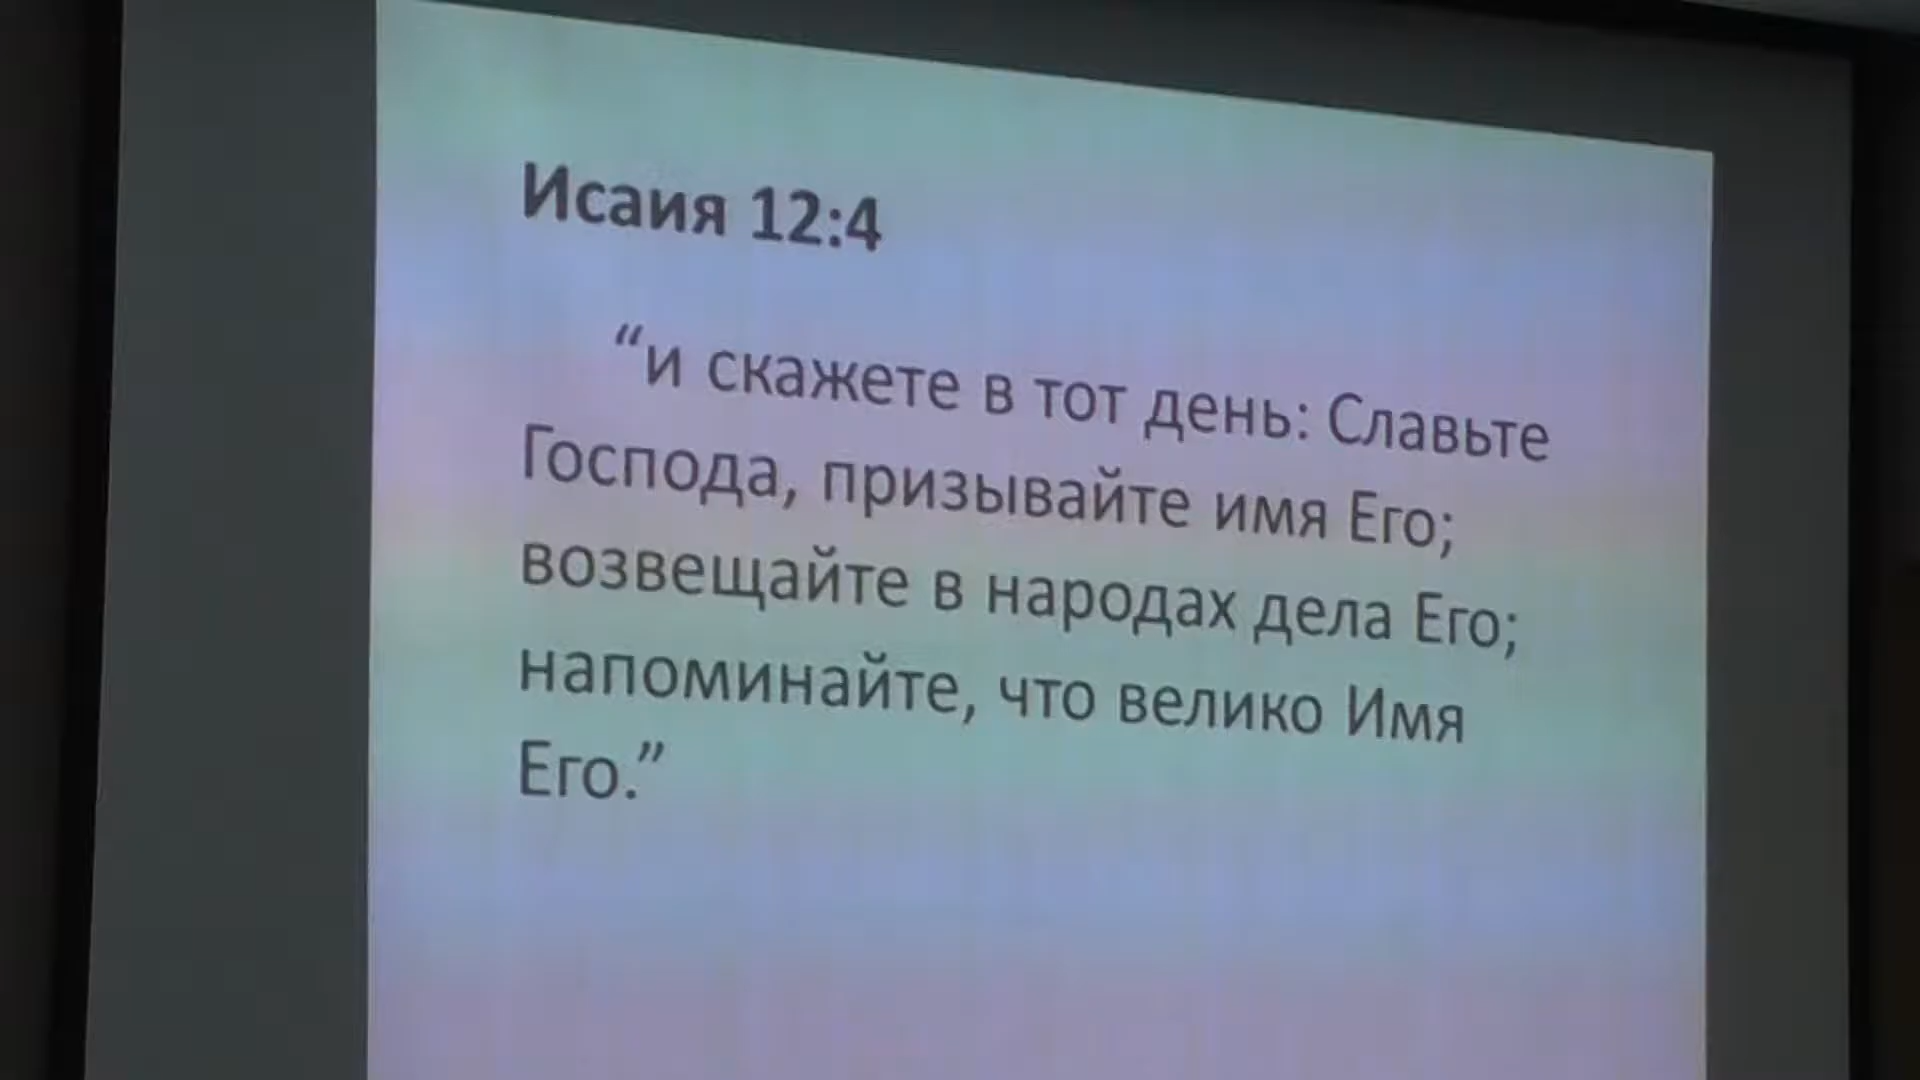 Исаия 12:4
“и скажете в тот день: Славьте
Господа, призывайте имя Его;
возвещайте в народах дела Его;
напоминайте, что велико Имя
Его.”